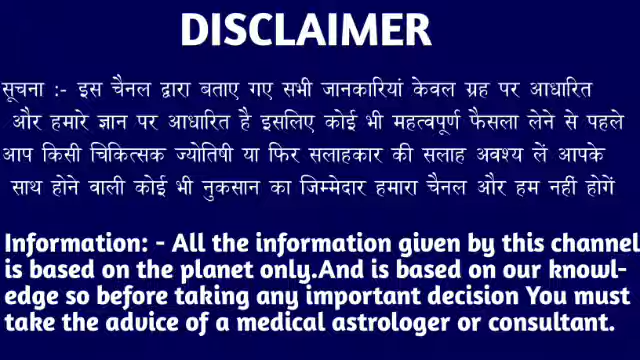 DISCLAIMER
सूचना :- इस चैनल द्वारा बताए गए सभी जानकारियां केवल ग्रह पर आधारित
और हमारे ज्ञान पर आधारित है इसलिए कोई भी महत्वपूर्ण फैसला लेने से पहले
आप किसी चिकित्सक ज्योतिषी या फिर सलाहकार की सलाह अवश्य लें आपके
साथ होने वाली कोई भी नुकसान का जिम्मेदार हमारा चैनल और हम नहीं होगें
Information: - All the information given by this channel
is based on the planet only.And is based on our knowl-
edge so before taking any important decision You must
take the advice of a medical astrologer or consultant.